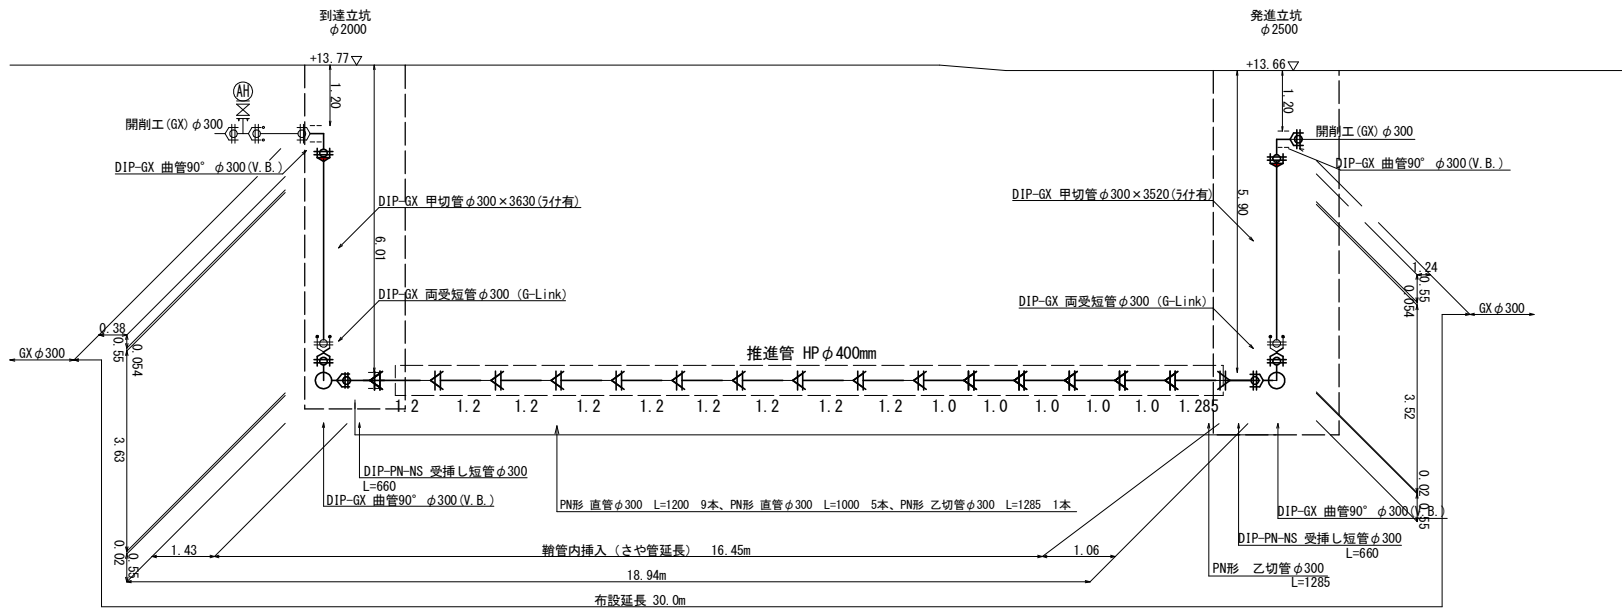 到達立坑
φ2000
発進立坑
φ2500
+13.77
+13.66
1.20
1.20
AH
開削工(GX)φ300
開削工(GX)φ300
DIP-GX 曲管90° φ300(V.B.)
DIP-GX 曲管90° φ300(V.B.)
DIP-GX 甲切管φ300×3630(ﾗｲﾅ有)
DIP-GX 甲切管φ300×3520(ﾗｲﾅ有)
6.01
5.90
1.24
0.55
0.054
DIP-GX 両受短管φ300 (G-Link)
DIP-GX 両受短管φ300 (G-Link)
GXφ300
GXφ300
0.38
0.55
0.054
推進管 HPφ400mm
1.2 1.2 1.2 1.2 1.2 1.2 1.2 1.2 1.2 1.0 1.0 1.0 1.0 1.0 1.285
3.63
3.52
DIP-PN-NS 受挿し短管φ300
L=660
DIP-GX 曲管90° φ300(V.B.)
PN形 直管φ300 L=1200 9本、PN形 直管φ300 L=1000 5本、PN形 乙切管φ300 L=1285 1本
0.02
0.55
DIP-GX 曲管90° φ300(V.B.)
DIP-PN-NS 受挿し短管φ300
L=660
0.02
0.55
1.43
鞘管内挿入（さや管延長） 16.45m
1.06
PN形 乙切管φ300
L=1285
18.94m
布設延長 30.0m